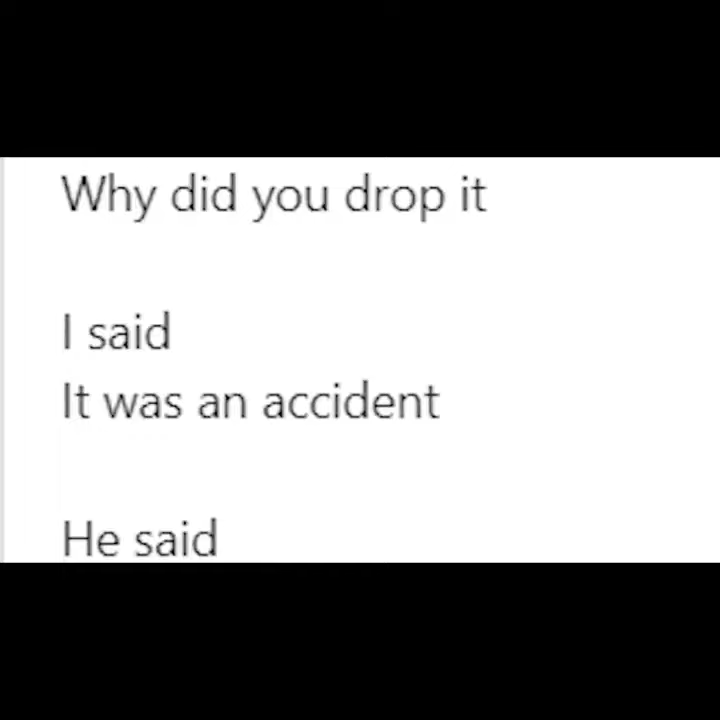 Why did you drop it
I said
It was an accident
He said